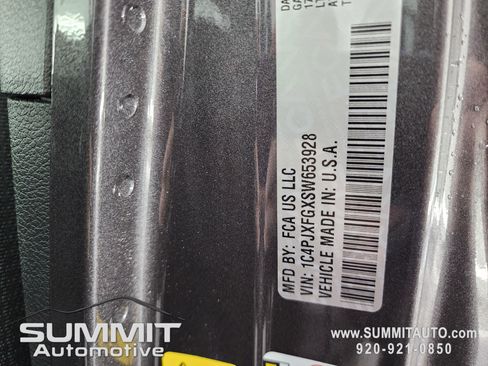 MFD BY: FCA US LLC
VIN: 1C4PJXFGXSW653928
VEHICLE MADE IN: U.S.A.
SUMMIT
Automotive
www.SUMMITAUTO.com
920-921-0850